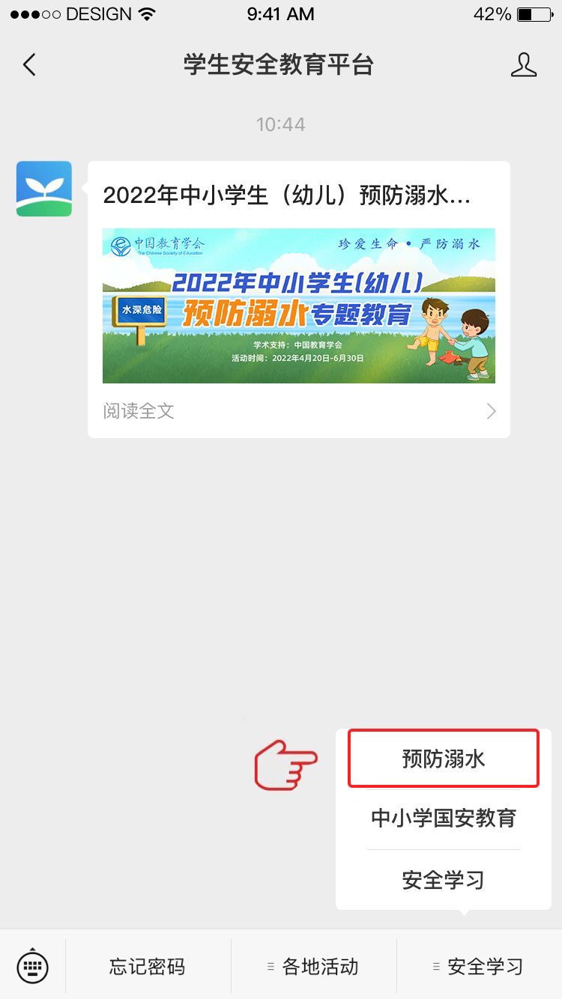 DESIGN 9:41 AM 42%
学生安全教育平台
10:44
2022年中小学生（幼儿）预防溺水...
中国教育学会
The Chinese Society of Education
珍爱生命·严防溺水
2022年中小学生(幼儿)
水深危险
预防溺水专题教育
学术支持：中国教育学会
活动时间：2022年4月20日-6月30日
阅读全文
预防溺水
中小学国安教育
安全学习
忘记密码 各地活动 安全学习